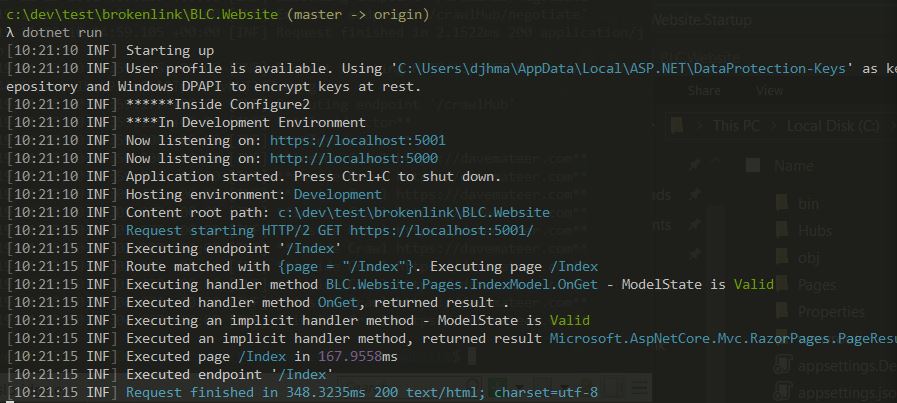 c:\dev\test\brokenlink\BLC.Website (master -> origin)
λ dotnet run
[10:21:10 INF] Starting up
[10:21:10 INF] User profile is available. Using 'C:\Users\djhma\AppData\Local\ASP.NET\DataProtection-Keys' as ke
epository and Windows DPAPI to encrypt keys at rest.
[10:21:10 INF] ******Inside Configure2
[10:21:10 INF] ****In Development Environment
[10:21:10 INF] Now listening on: https://localhost:5001
[10:21:10 INF] Now listening on: http://localhost:5000
[10:21:10 INF] Application started. Press Ctrl+C to shut down.
[10:21:10 INF] Hosting environment: Development
[10:21:10 INF] Content root path: c:\dev\test\brokenlink\BLC.Website
[10:21:15 INF] Request starting HTTP/2 GET https://localhost:5001/
[10:21:15 INF] Executing endpoint '/Index'
[10:21:15 INF] Route matched with {page = "/Index"}. Executing page /Index
[10:21:15 INF] Executing handler method BLC.Website.Pages.IndexModel.OnGet - ModelState is Valid
[10:21:15 INF] Executed handler method OnGet, returned result .
[10:21:15 INF] Executing an implicit handler method - ModelState is Valid
[10:21:15 INF] Executed an implicit handler method, returned result Microsoft.AspNetCore.Mvc.RazorPages.PageResu
[10:21:15 INF] Executed page /Index in 167.9558ms
[10:21:15 INF] Executed endpoint '/Index'
[10:21:15 INF] Request finished in 348.3235ms 200 text/html; charset=utf-8
Website.Startup
Share View
This PC > Local Disk (C:)
Name
bin
Hubs
obj
Pages
Properties
appsettings.De
appsettings.jso